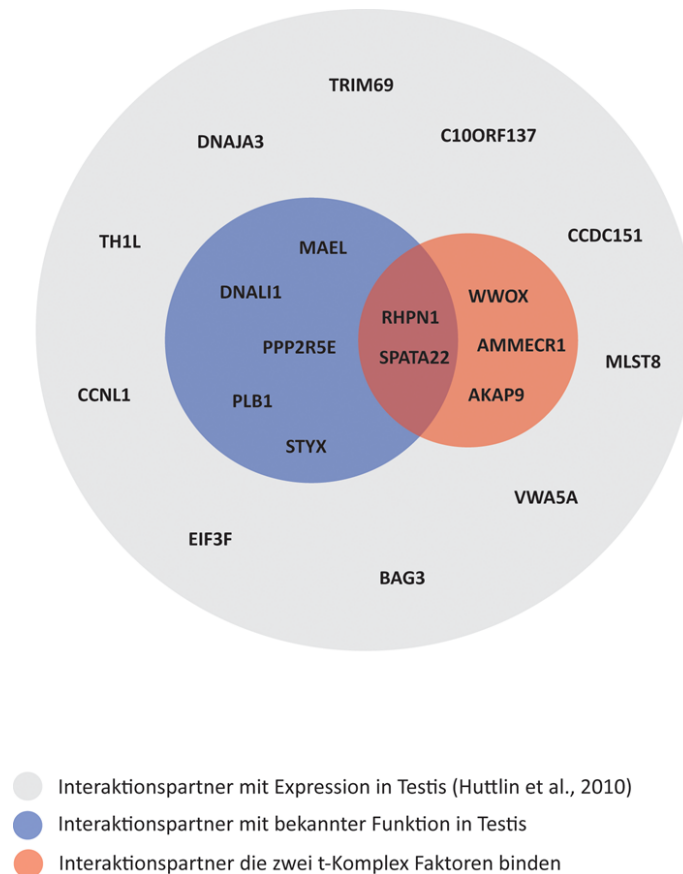 TRIM69
C10ORF137
DNAJA3
TH1L
CCDC151
MAEL
DNALI1
WWOX
RHPN1
PPP2R5E
AMMECR1
SPATA22
MLST8
CCNL1
PLB1
AKAP9
STYX
VWA5A
EIF3F
BAG3
Interaktionspartner mit Expression in Testis (Huttlin et al., 2010)
Interaktionspartner mit bekannter Funktion in Testis
Interaktionspartner die zwei t-Komplex Faktoren binden